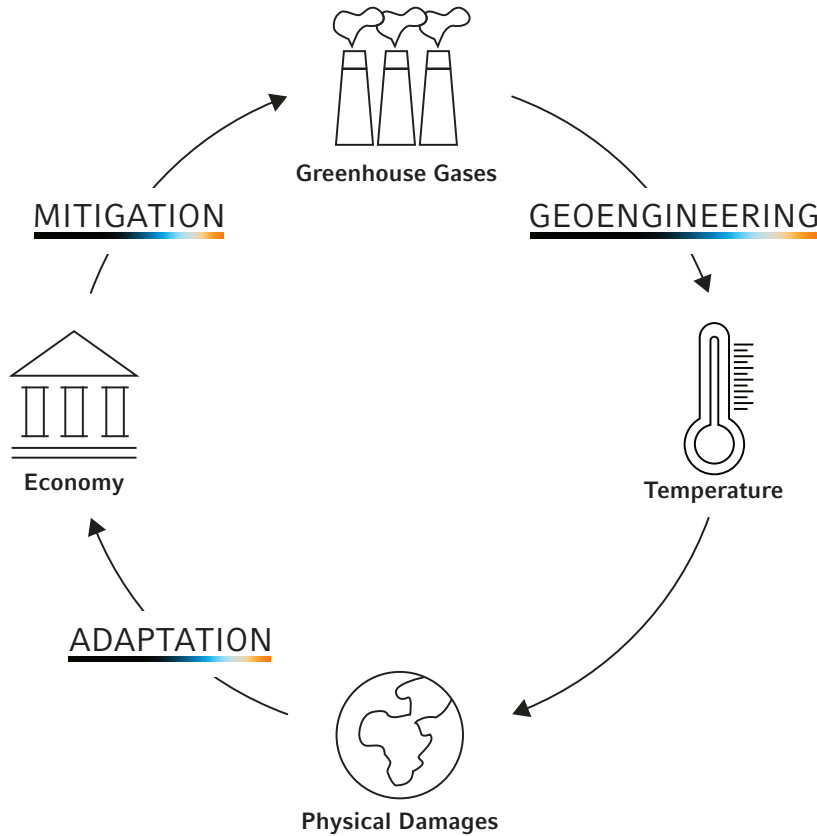 Greenhouse Gases
MITIGATION
GEOENGINEERING
Economy
Temperature
ADAPTATION
Physical Damages